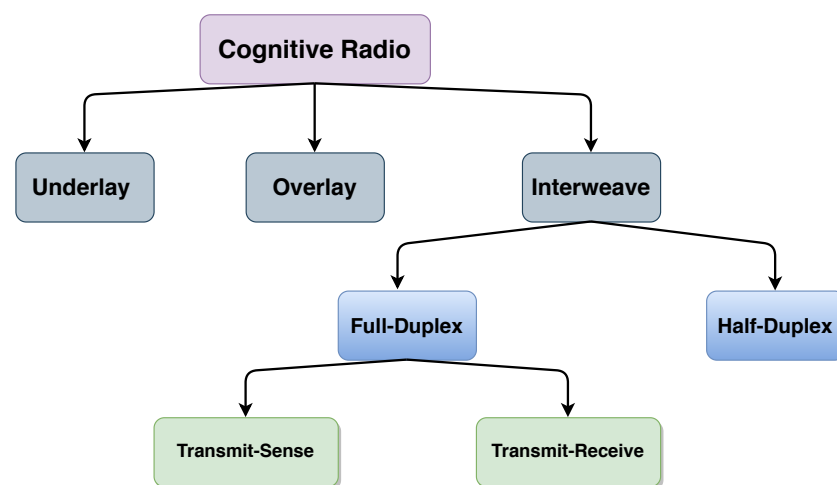 Cognitive Radio
Underlay
Overlay
Interweave
Full-Duplex
Half-Duplex
Transmit-Sense
Transmit-Receive